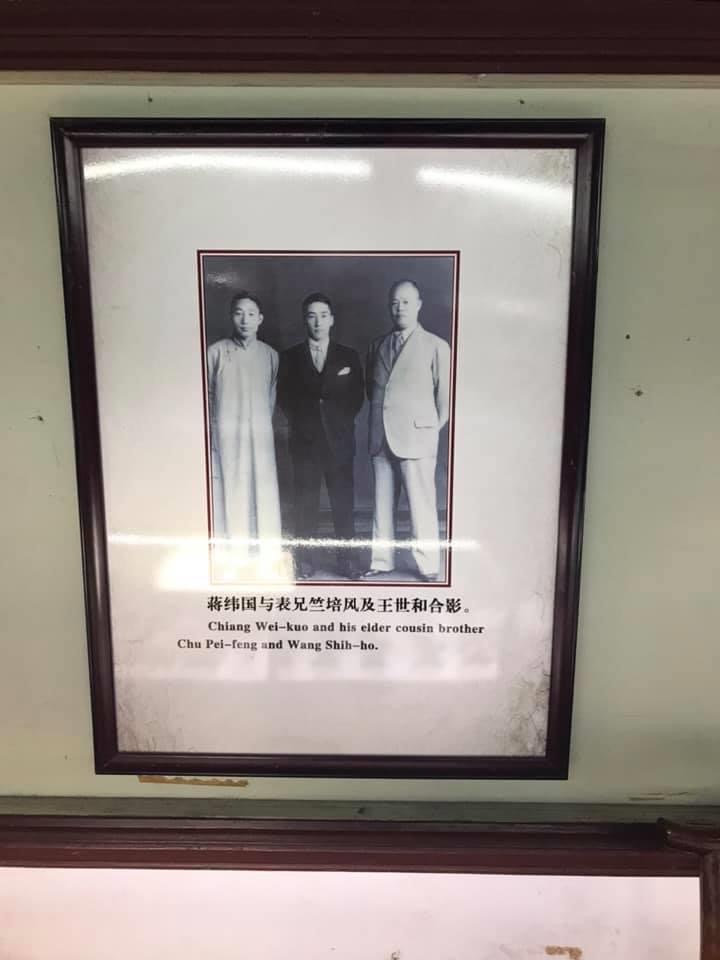 蒋纬国与表兄竺培风及王世和合影。
Chiang Wei-kuo and his elder cousin brother
Chu Pei-feng and Wang Shih-ho.